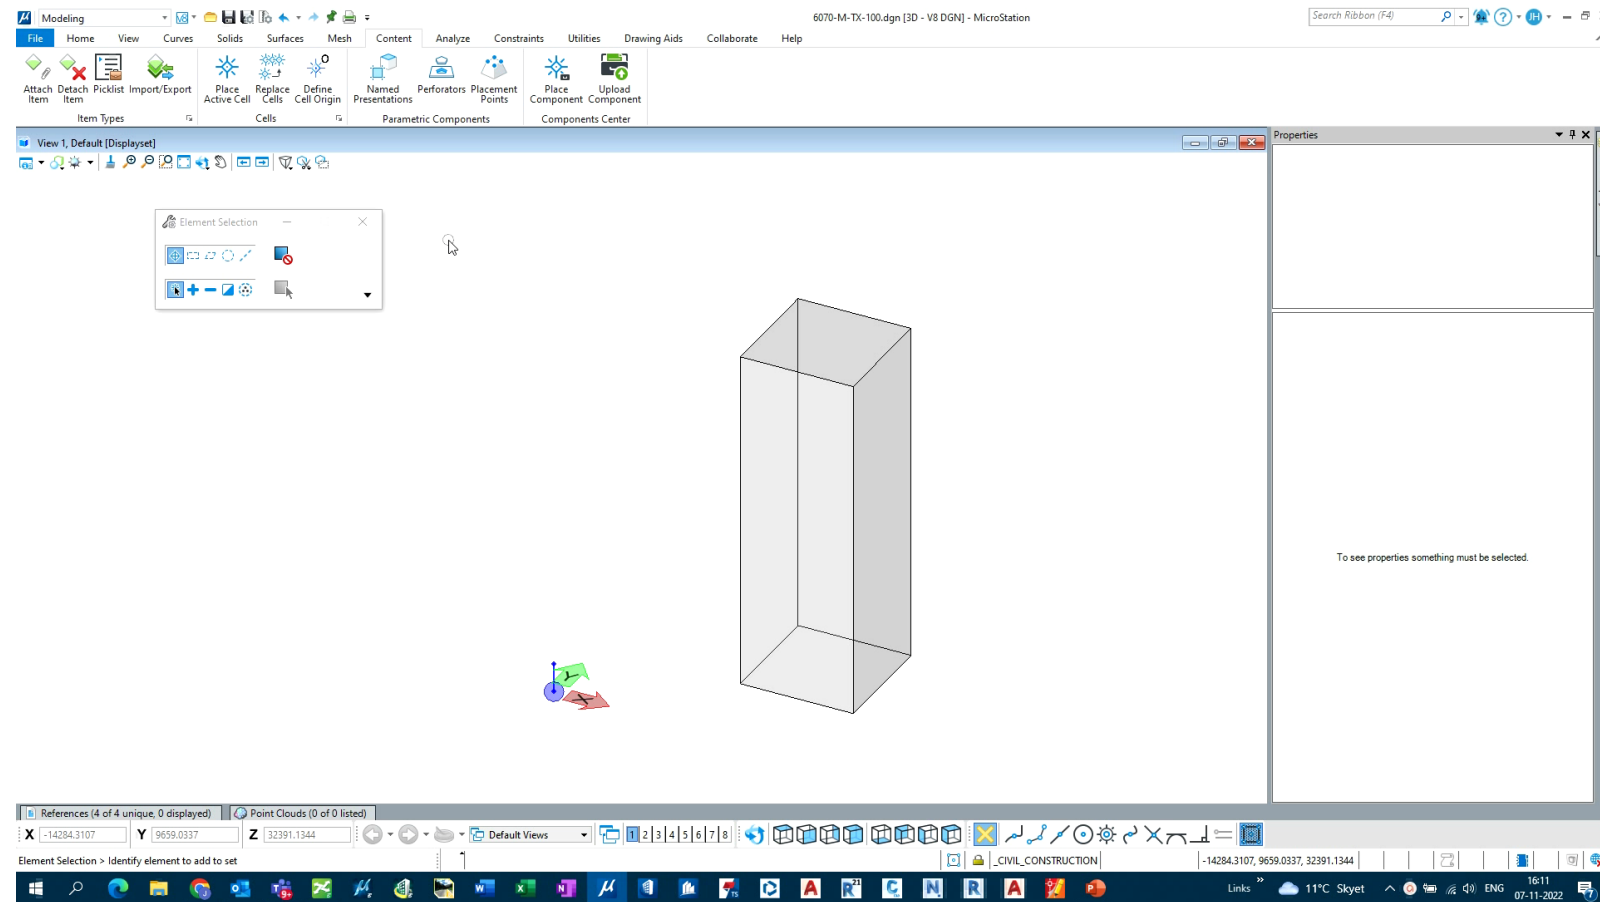 Modeling
6070-M-TX-100.dgn [3D - V8 DGN] - MicroStation
Search Ribbon (F4)
JH
File Home View Curves Solids Surfaces Mesh Content Analyze Constraints Utilities Drawing Aids Collaborate Help
Attach Item
Detach Item
Picklist
Import/Export
Place Active Cell
Replace Cells
Define Cell Origin
Named Presentations
Perforators
Placement Points
Place Component
Upload Component
Item Types
Cells
Parametric Components
Components Center
View 1, Default [Displayset]
Properties
Element Selection
To see properties something must be selected.
Y
X
References (4 of 4 unique, 0 displayed)
Point Clouds (0 of 0 listed)
X -14284.3107 Y 9659.0337 Z 32391.1344
Default Views
1 2 3 4 5 6 7 8
Element Selection > Identify element to add to set
_CIVIL_CONSTRUCTION
-14284.3107, 9659.0337, 32391.1344
Links
11°C Skyet
ENG
16:11
07-11-2022